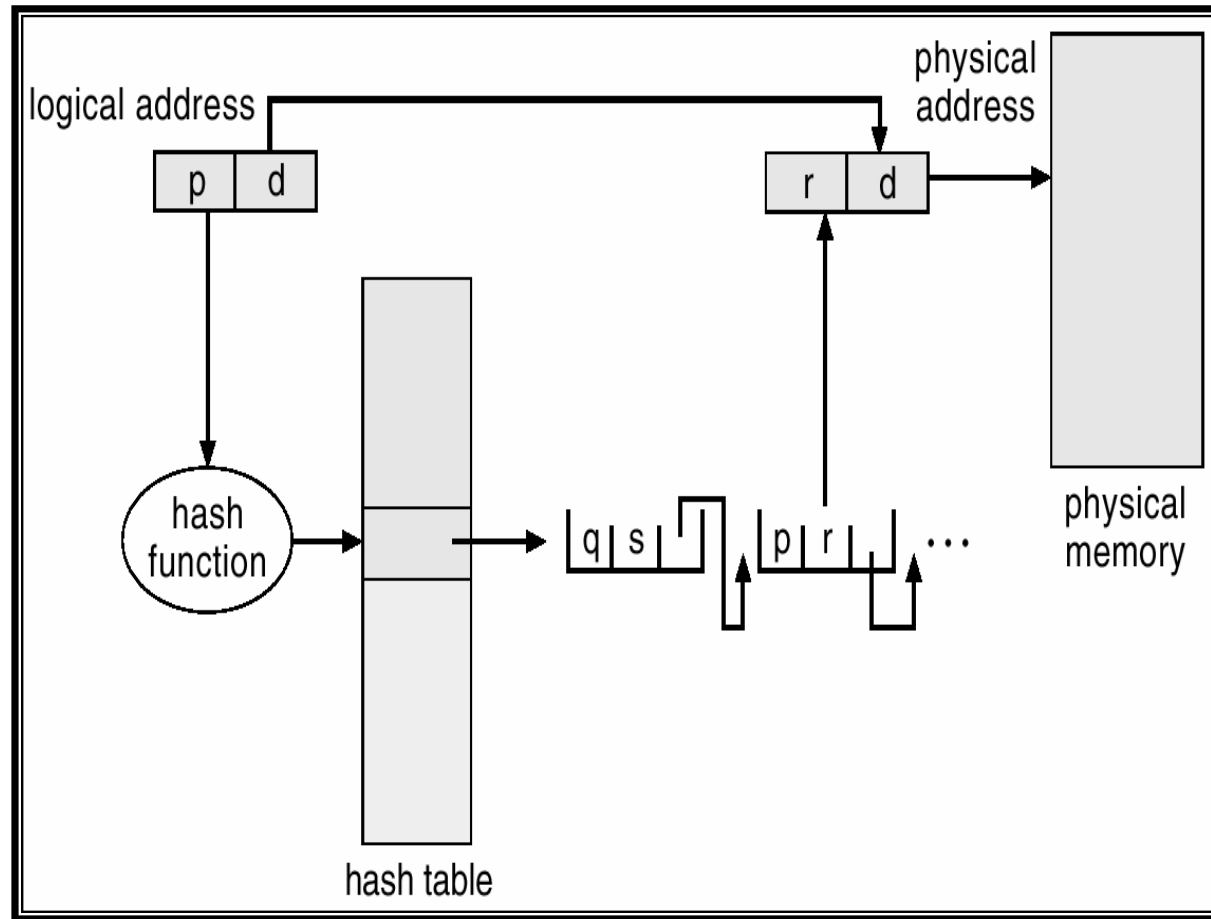 logical address
physical
address
p d
r d
hash
function
q s
p r
...
physical
memory
hash table